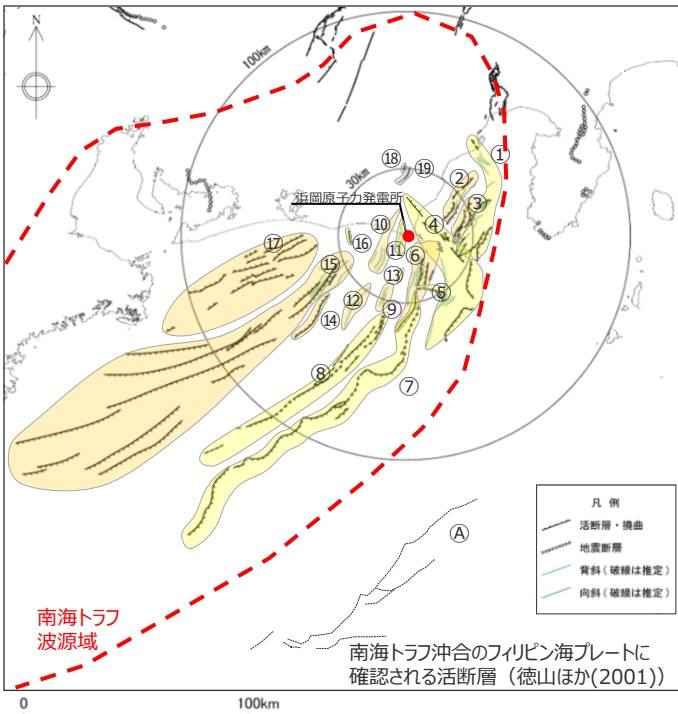 N
100km
30km
浜岡原子力発電所
①
②
③
④
⑤
⑥
⑦
⑧
⑨
⑩
⑪
⑫
⑬
⑭
⑮
⑯
⑰
⑱
⑲
Ⓐ
凡 例
活断層・撓曲
地震断層
背斜(破線は推定)
向斜(破線は推定)
南海トラフ
波源域
南海トラフ沖合のフィリピン海プレートに
確認される活断層(徳山ほか(2001))
0 100km